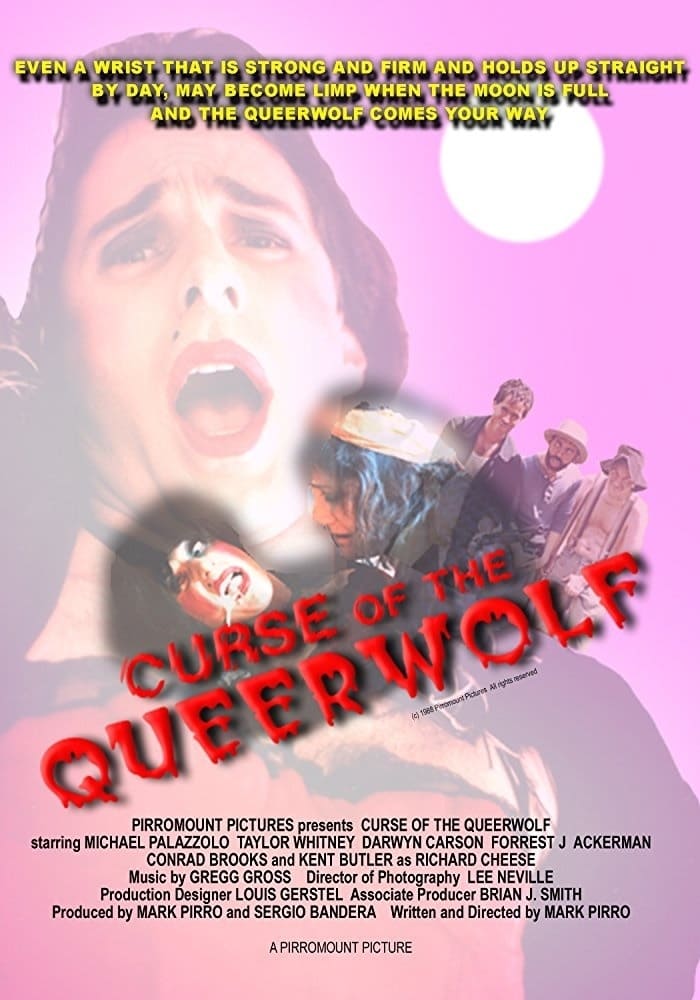 EVEN A WRIST THAT IS STRONG AND FIRM AND HOLDS UP STRAIGHT
BY DAY, MAY BECOME LIMP WHEN THE MOON IS FULL
AND THE QUEERWOLF COMES YOUR WAY
CURSE OF THE
QUEERWOLF
(c) 1988 Pirromount Pictures All rights reserved
PIRROMOUNT PICTURES presents CURSE OF THE QUEERWOLF
starring MICHAEL PALAZZOLO TAYLOR WHITNEY DARWYN CARSON FORREST J ACKERMAN
CONRAD BROOKS and KENT BUTLER as RICHARD CHEESE
Music by GREGG GROSS Director of Photography LEE NEVILLE
Production Designer LOUIS GERSTEL Associate Producer BRIAN J. SMITH
Produced by MARK PIRRO and SERGIO BANDERA Written and Directed by MARK PIRRO
A PIRROMOUNT PICTURE